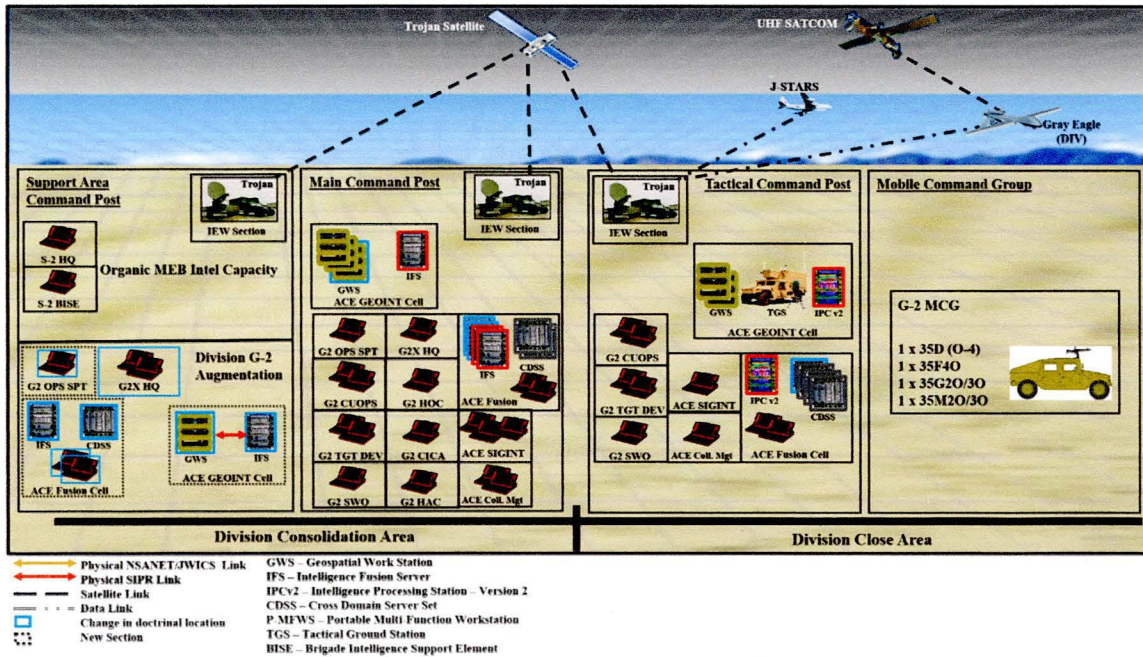 Trojan Satellite
UHF SATCOM
J-STARS
Gray Eagle
(DIV)
Support Area
Command Post
Trojan
IEW Section
S-2 HQ
S-2 BISE
Organic MEB Intel Capacity
Division G-2
Augmentation
G2 OPS SPT
G2X HQ
IFS
CDSS
ACE Fusion Cell
GWS
IFS
ACE GEOINT Cell
Main Command Post
Trojan
IEW Section
GWS
IFS
ACE GEOINT Cell
G2 OPS SPT
G2X HQ
IFS
CDSS
G2 CUOPS
G2 HOC
ACE Fusion
G2 TGT DEV
G2 CICA
ACE SIGINT
G2 SWO
G2 HAC
ACE Coll. Mgt
Trojan
IEW Section
Tactical Command Post
GWS
TGS
IPC v2
ACE GEOINT Cell
G2 CUOPS
G2 TGT DEV
ACE SIGINT
IPC v2
CDSS
G2 SWO
ACE Coll. Mgt
ACE Fusion Cell
Mobile Command Group
G-2 MCG
1 x 35D (O-4)
1 x 35F4O
1 x 35G2O/3O
1 x 35M2O/3O
Division Consolidation Area
Division Close Area
Physical NSANET/JWICS Link
Physical SIPR Link
Satellite Link
Data Link
Change in doctrinal location
New Section
GWS – Geospatial Work Station
IFS – Intelligence Fusion Server
IPCv2 – Intelligence Processing Station – Version 2
CDSS – Cross Domain Server Set
P-MFWS – Portable Multi-Function Workstation
TGS – Tactical Ground Station
BISE – Brigade Intelligence Support Element